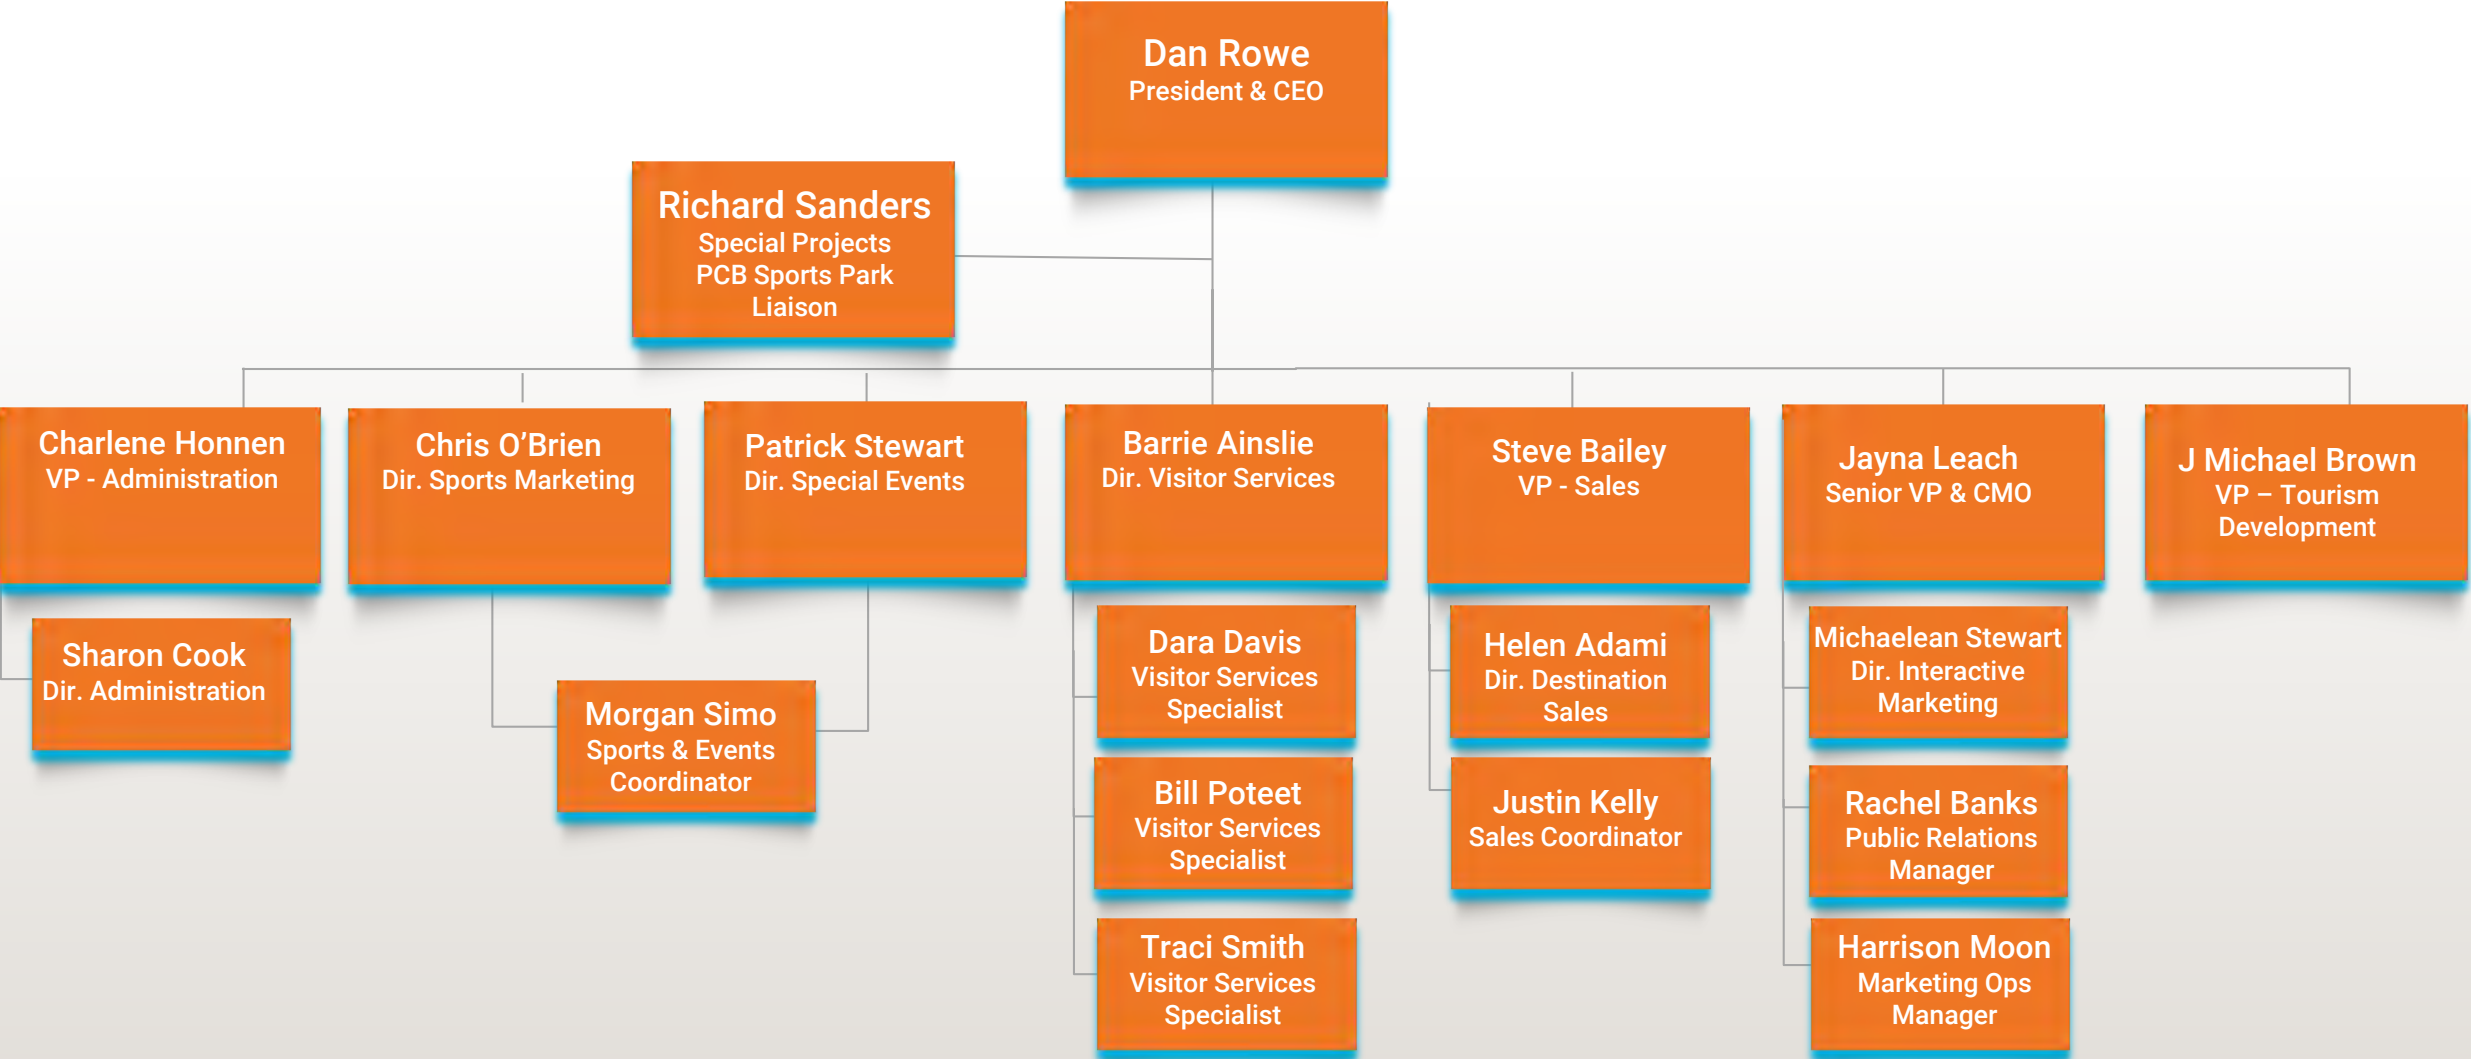 Dan Rowe
President & CEO
Richard Sanders
Special Projects
PCB Sports Park
Liaison
Charlene Honnen
VP - Administration
Chris O’Brien
Dir. Sports Marketing
Patrick Stewart
Dir. Special Events
Barrie Ainslie
Dir. Visitor Services
Steve Bailey
VP - Sales
Jayna Leach
Senior VP & CMO
J Michael Brown
VP – Tourism
Development
Sharon Cook
Dir. Administration
Morgan Simo
Sports & Events
Coordinator
Dara Davis
Visitor Services
Specialist
Bill Poteet
Visitor Services
Specialist
Traci Smith
Visitor Services
Specialist
Helen Adami
Dir. Destination
Sales
Justin Kelly
Sales Coordinator
Michaelean Stewart
Dir. Interactive
Marketing
Rachel Banks
Public Relations
Manager
Harrison Moon
Marketing Ops
Manager